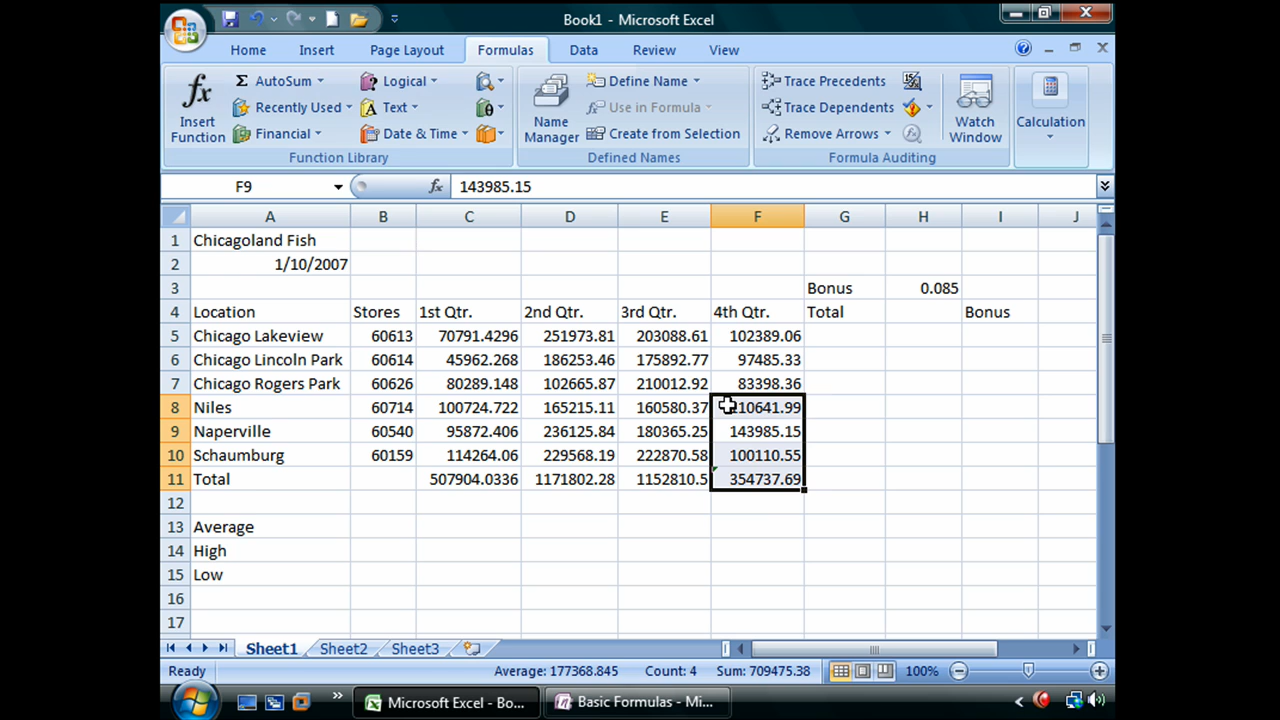 Book1 - Microsoft Excel
Home Insert Page Layout Formulas Data Review View
fx Insert Function
Σ AutoSum
Recently Used
Financial
Logical
Text
Date & Time
Function Library
Name Manager
Define Name
Use in Formula
Create from Selection
Defined Names
Trace Precedents
Trace Dependents
Remove Arrows
Formula Auditing
Watch Window
Calculation
F9 fx 143985.15
A B C D E F G H I J
1 Chicagoland Fish
2 1/10/2007
3 Bonus 0.085
4 Location Stores 1st Qtr. 2nd Qtr. 3rd Qtr. 4th Qtr. Total Bonus
5 Chicago Lakeview 60613 70791.4296 251973.81 203088.61 102389.06
6 Chicago Lincoln Park 60614 45962.268 186253.46 175892.77 97485.33
7 Chicago Rogers Park 60626 80289.148 102665.87 210012.92 83398.36
8 Niles 60714 100724.722 165215.11 160580.37 10641.99
9 Naperville 60540 95872.406 236125.84 180365.25 143985.15
10 Schaumburg 60159 114264.06 229568.19 222870.58 100110.55
11 Total 507904.0336 1171802.28 1152810.5 354737.69
12
13 Average
14 High
15 Low
16
17
Sheet1 Sheet2 Sheet3
Ready Average: 177368.845 Count: 4 Sum: 709475.38 100%
Microsoft Excel - Bo... Basic Formulas - Mi...